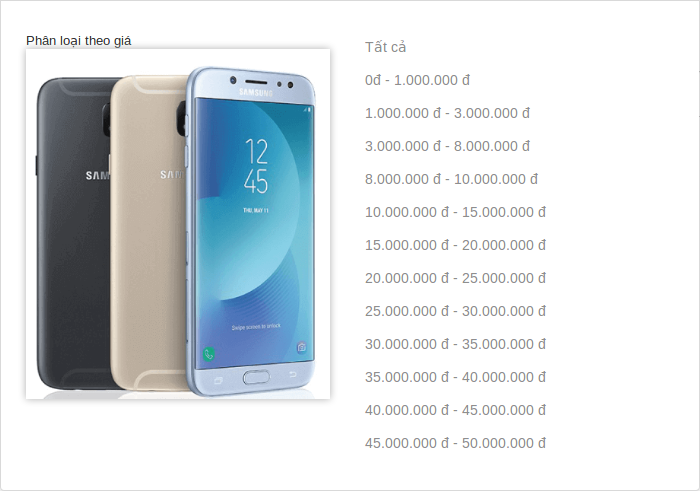 Phân loại theo giá
SAM
SAM
SAMSUNG
12
45
THU, MAY 11
Swipe screen to unlock
Tất cả
0đ - 1.000.000 đ
1.000.000 đ - 3.000.000 đ
3.000.000 đ - 8.000.000 đ
8.000.000 đ - 10.000.000 đ
10.000.000 đ - 15.000.000 đ
15.000.000 đ - 20.000.000 đ
20.000.000 đ - 25.000.000 đ
25.000.000 đ - 30.000.000 đ
30.000.000 đ - 35.000.000 đ
35.000.000 đ - 40.000.000 đ
40.000.000 đ - 45.000.000 đ
45.000.000 đ - 50.000.000 đ